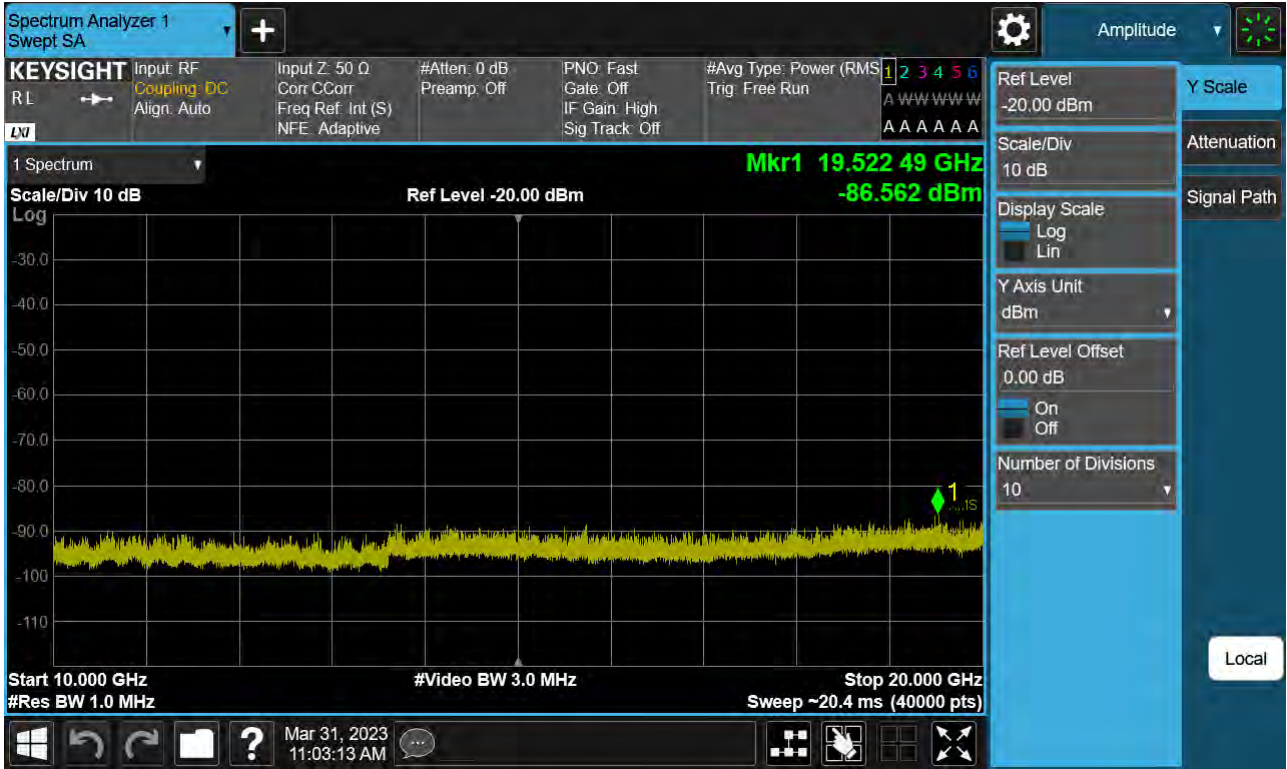 Spectrum Analyzer 1
Swept SA
Amplitude
KEYSIGHT
R L
LXI
Input: RF
Coupling: DC
Align: Auto
Input Z: 50 Ω
Corr CCorr
Freq Ref: Int (S)
NFE: Adaptive
#Atten: 0 dB
Preamp: Off
PNO: Fast
Gate: Off
IF Gain: High
Sig Track: Off
#Avg Type: Power (RMS
Trig: Free Run
1 2 3 4 5 6
A W W W W W
A A A A A A
1 Spectrum
Mkr1 19.522 49 GHz
-86.562 dBm
Scale/Div 10 dB
Ref Level -20.00 dBm
Log
-30.0
-40.0
-50.0
-60.0
-70.0
-80.0
-90.0
-100
-110
1
Start 10.000 GHz
#Video BW 3.0 MHz
Stop 20.000 GHz
#Res BW 1.0 MHz
Sweep ~20.4 ms (40000 pts)
Ref Level
-20.00 dBm
Scale/Div
10 dB
Display Scale
Log
Lin
Y Axis Unit
dBm
Ref Level Offset
0.00 dB
On
Off
Number of Divisions
10
Y Scale
Attenuation
Signal Path
Local
?
Mar 31, 2023
11:03:13 AM